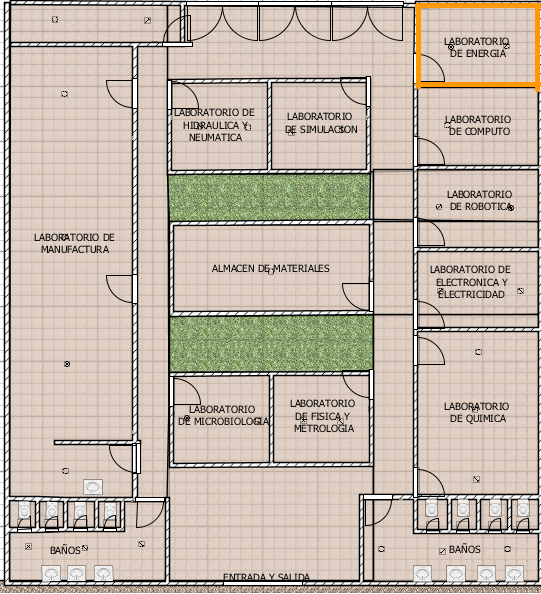 LABORATORIO
DE ENERGIA
LABORATORIO DE
HIDRAULICA Y
NEUMATICA
LABORATORIO
DE SIMULACION
LABORATORIO
DE COMPUTO
LABORATORIO
DE ROBOTICA
LABORATORIO DE
MANUFACTURA
ALMACEN DE MATERIALES
LABORATORIO DE
ELECTRONICA Y
ELECTRICIDAD
LABORATORIO
DE MICROBIOLOGIA
LABORATORIO
DE FISICA Y
METROLOGIA
LABORATORIO
DE QUIMICA
BAÑOS
BAÑOS
ENTRADA Y SALIDA